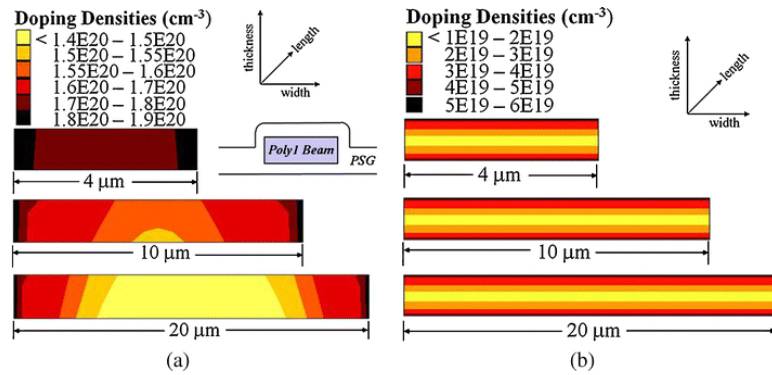 Doping Densities (cm-3)
< 1.4E20 – 1.5E20
1.5E20 – 1.55E20
1.55E20 – 1.6E20
1.6E20 – 1.7E20
1.7E20 – 1.8E20
1.8E20 – 1.9E20
thickness
length
width
Poly1 Beam
PSG
4 μm
10 μm
20 μm
(a)
Doping Densities (cm-3)
< 1E19 – 2E19
2E19 – 3E19
3E19 – 4E19
4E19 – 5E19
5E19 – 6E19
thickness
length
width
4 μm
10 μm
20 μm
(b)